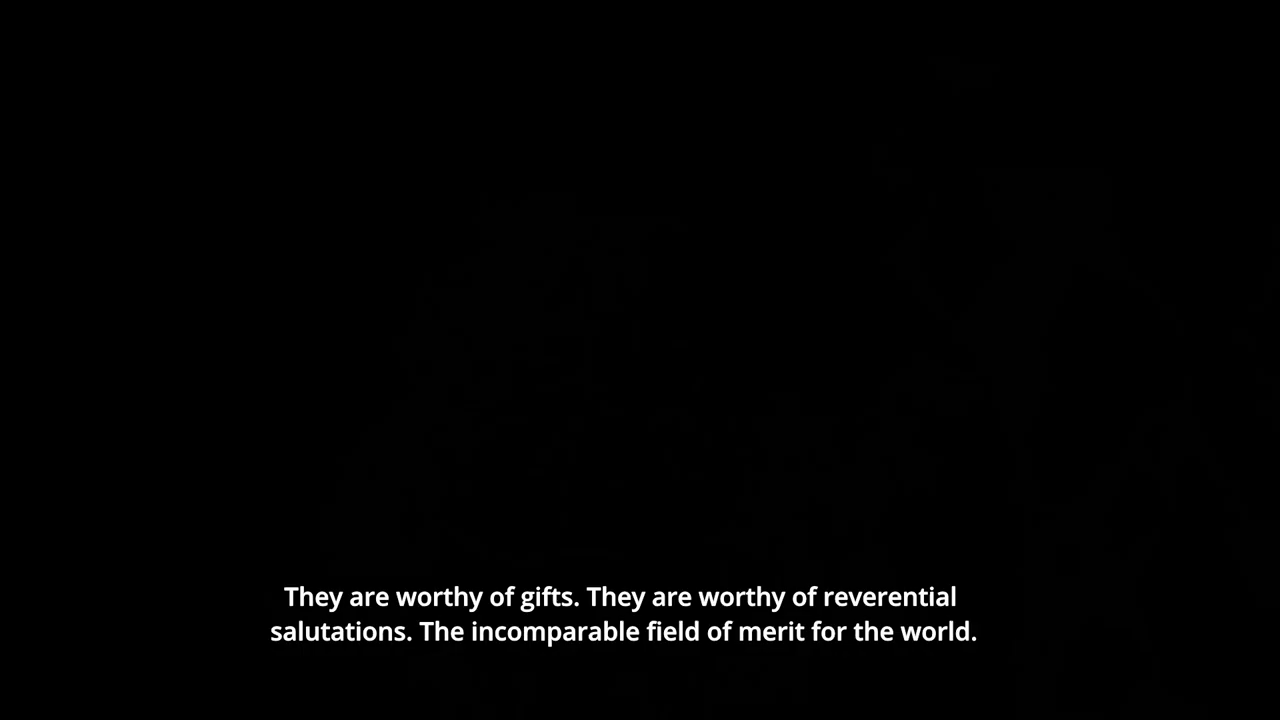 They are worthy of gifts. They are worthy of reverential
salutations. The incomparable field of merit for the world.